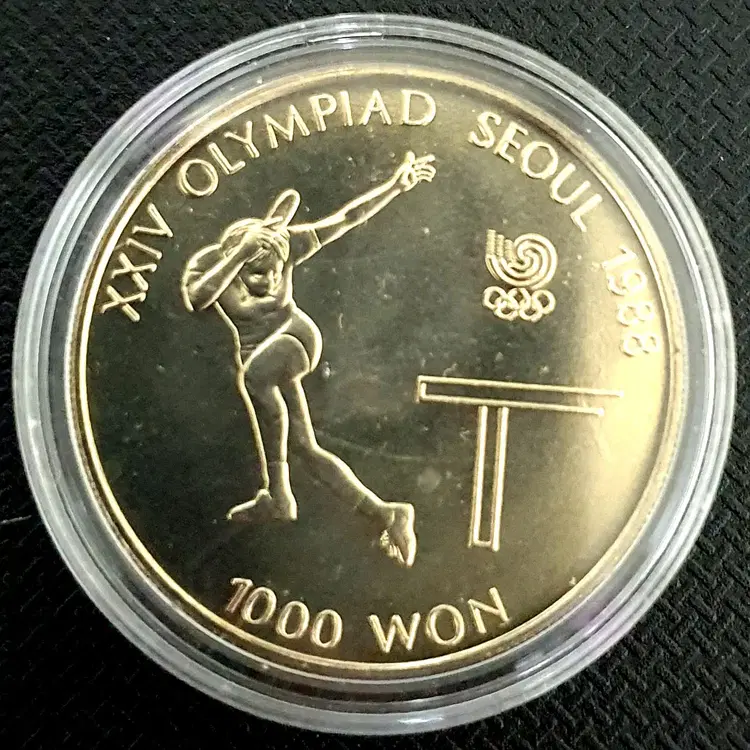 XXIV OLYMPIAD SEOUL 1988
1000 WON